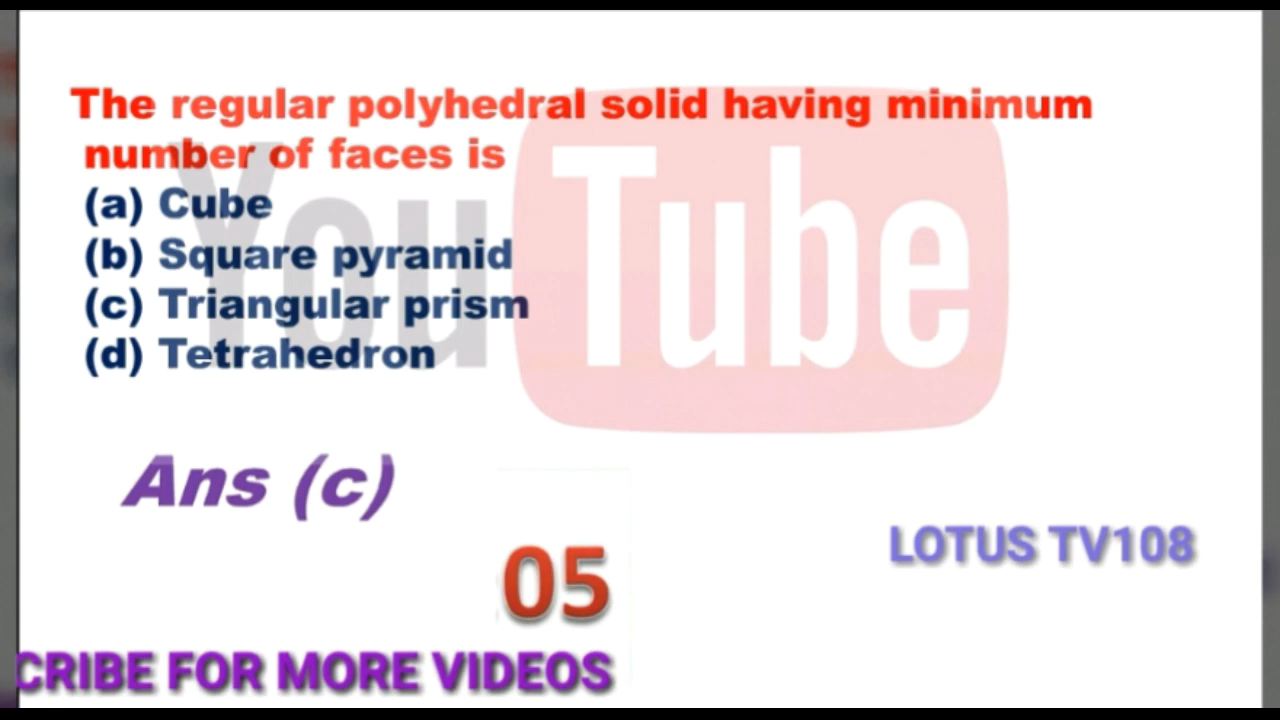 The regular polyhedral solid having minimum
number of faces is
(a) Cube
(b) Square pyramid
(c) Triangular prism
(d) Tetrahedron
YouTube
Ans (c)
LOTUS TV108
05
CRIBE FOR MORE VIDEOS